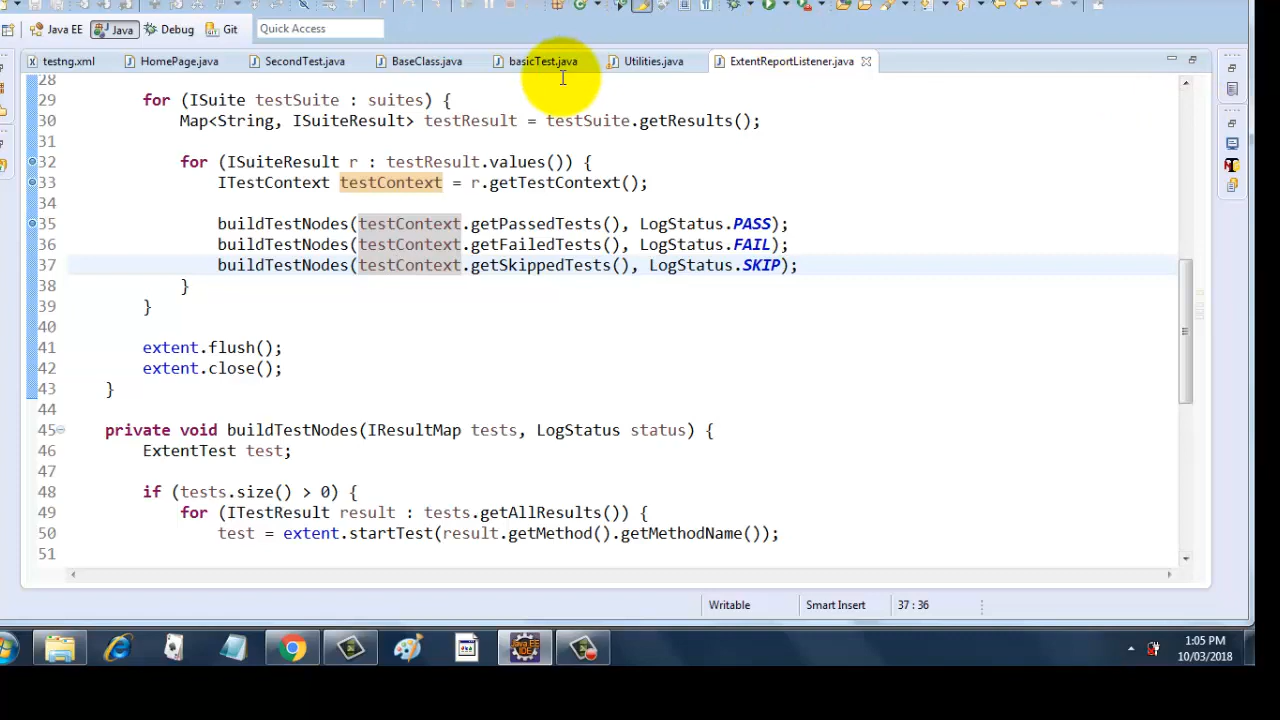 Java EE Java Debug Git Quick Access
testng.xml HomePage.java SecondTest.java BaseClass.java basicTest.java Utilities.java ExtentReportListener.java
28
29 for (ISuite testSuite : suites) {
30 Map<String, ISuiteResult> testResult = testSuite.getResults();
31
32 for (ISuiteResult r : testResult.values()) {
33 ITestContext testContext = r.getTestContext();
34
35 buildTestNodes(testContext.getPassedTests(), LogStatus.PASS);
36 buildTestNodes(testContext.getFailedTests(), LogStatus.FAIL);
37 buildTestNodes(testContext.getSkippedTests(), LogStatus.SKIP);
38 }
39 }
40
41 extent.flush();
42 extent.close();
43 }
44
45 private void buildTestNodes(IResultMap tests, LogStatus status) {
46 ExtentTest test;
47
48 if (tests.size() > 0) {
49 for (ITestResult result : tests.getAllResults()) {
50 test = extent.startTest(result.getMethod().getMethodName());
51
Writable Smart Insert 37 : 36
Java EE
IDE
1:05 PM
10/03/2018